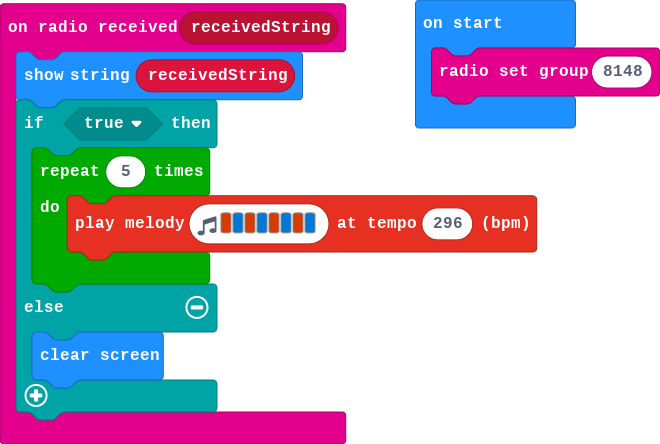 on radio received receivedString
show string receivedString
if true then
repeat 5 times
do
play melody at tempo 296 (bpm)
else
clear screen
on start
radio set group 8148